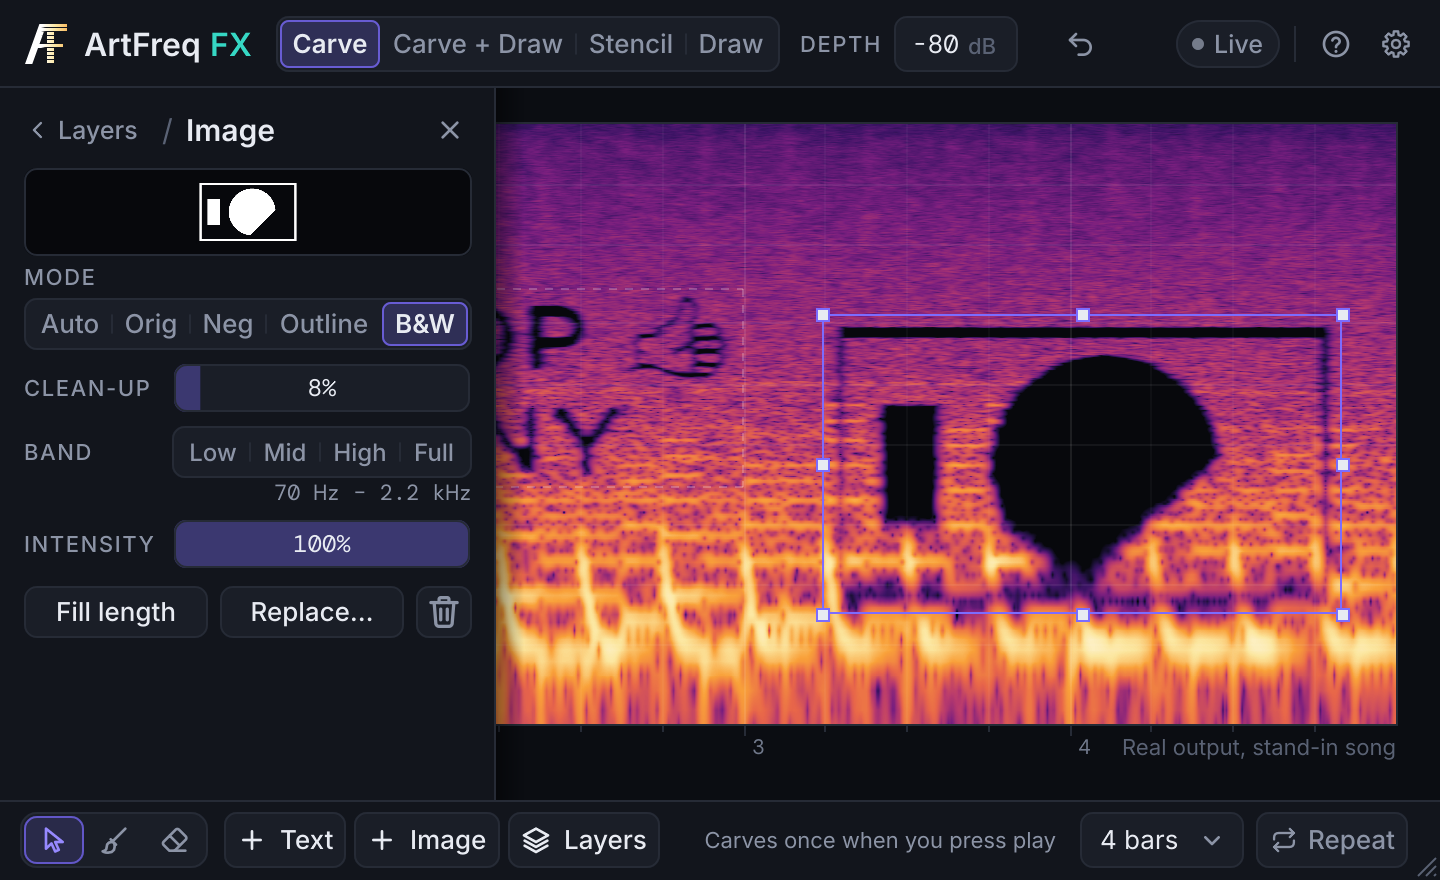 ArtFreq FX
Carve Carve + Draw Stencil Draw DEPTH -80 dB Live
Layers / Image
MODE
Auto Orig Neg Outline B&W
CLEAN-UP 8%
BAND Low Mid High Full
70 Hz - 2.2 kHz
INTENSITY 100%
Fill length Replace...
OP
NY
3 4 Real output, stand-in song
Text Image Layers Carves once when you press play 4 bars Repeat